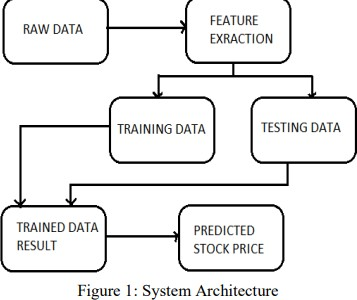 RAW DATA
FEATURE
EXRACTION
TRAINING DATA
TESTING DATA
TRAINED DATA
RESULT
PREDICTED
STOCK PRICE
Figure 1: System Architecture